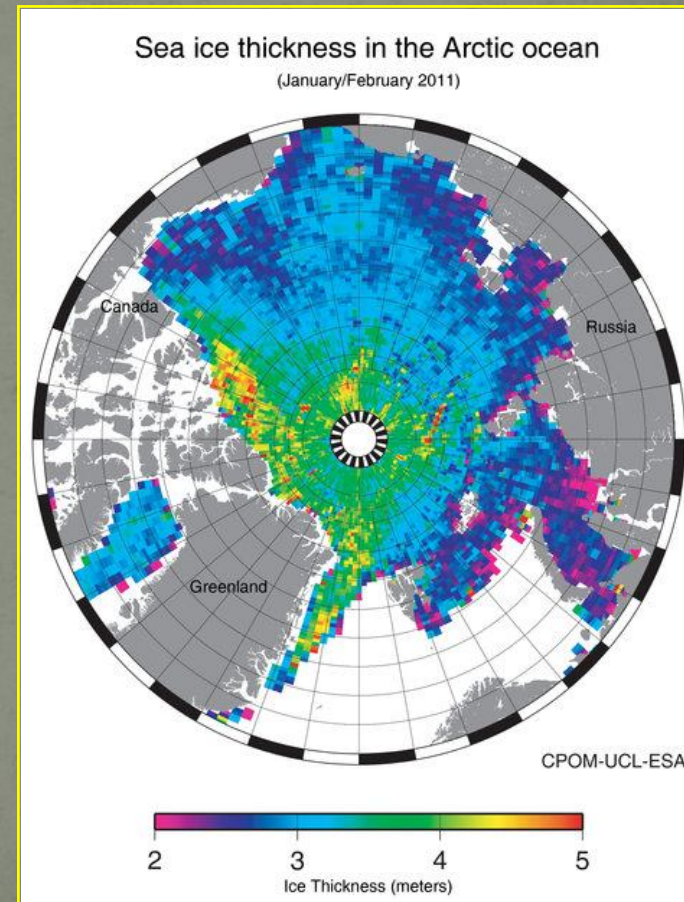 Sea ice thickness in the Arctic ocean
(January/February 2011)
Canada
Russia
Greenland
CPOM-UCL-ESA
2 3 4 5
Ice Thickness (meters)